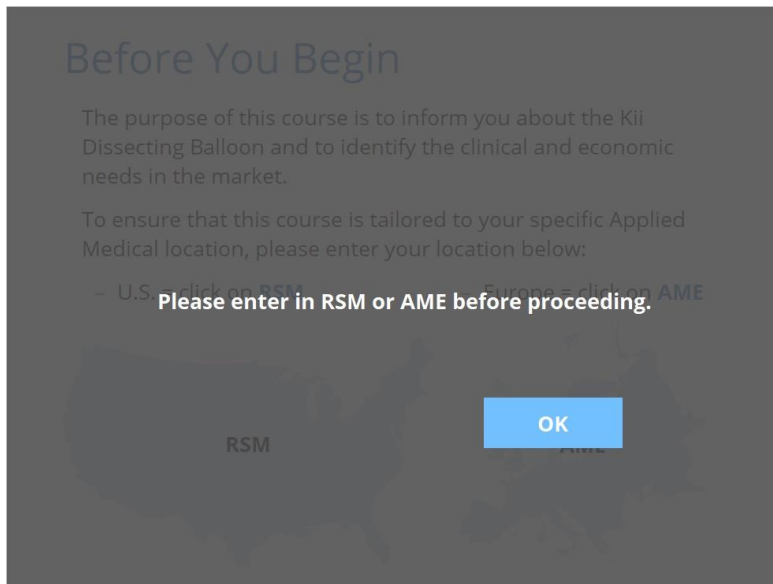 Before You Begin
The purpose of this course is to inform you about the Kii
Dissecting Balloon and to identify the clinical and economic
needs in the market.
To ensure that this course is tailored to your specific Applied
Medical location, please enter your location below:
– U.S. = click on RSM
– Europe = click on AME
Please enter in RSM or AME before proceeding.
OK
RSM
AME